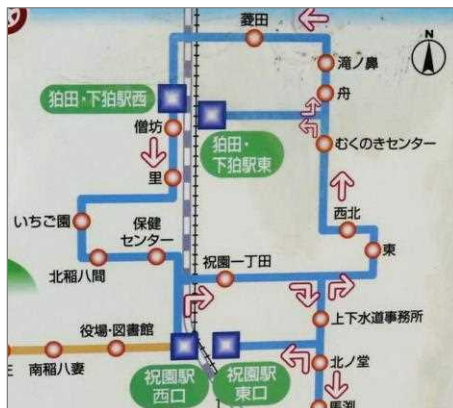 菱田
N
滝ノ鼻
狛田・下狛駅西
舟
僧坊
狛田・
下狛駅東
むくのきセンター
里
いちご園
保健
センター
西北
東
北稲八間
祝園一丁田
上下水道事務所
役場・図書館
南稲八妻
祝園駅
西口
祝園駅
東口
北ノ堂
馬渕